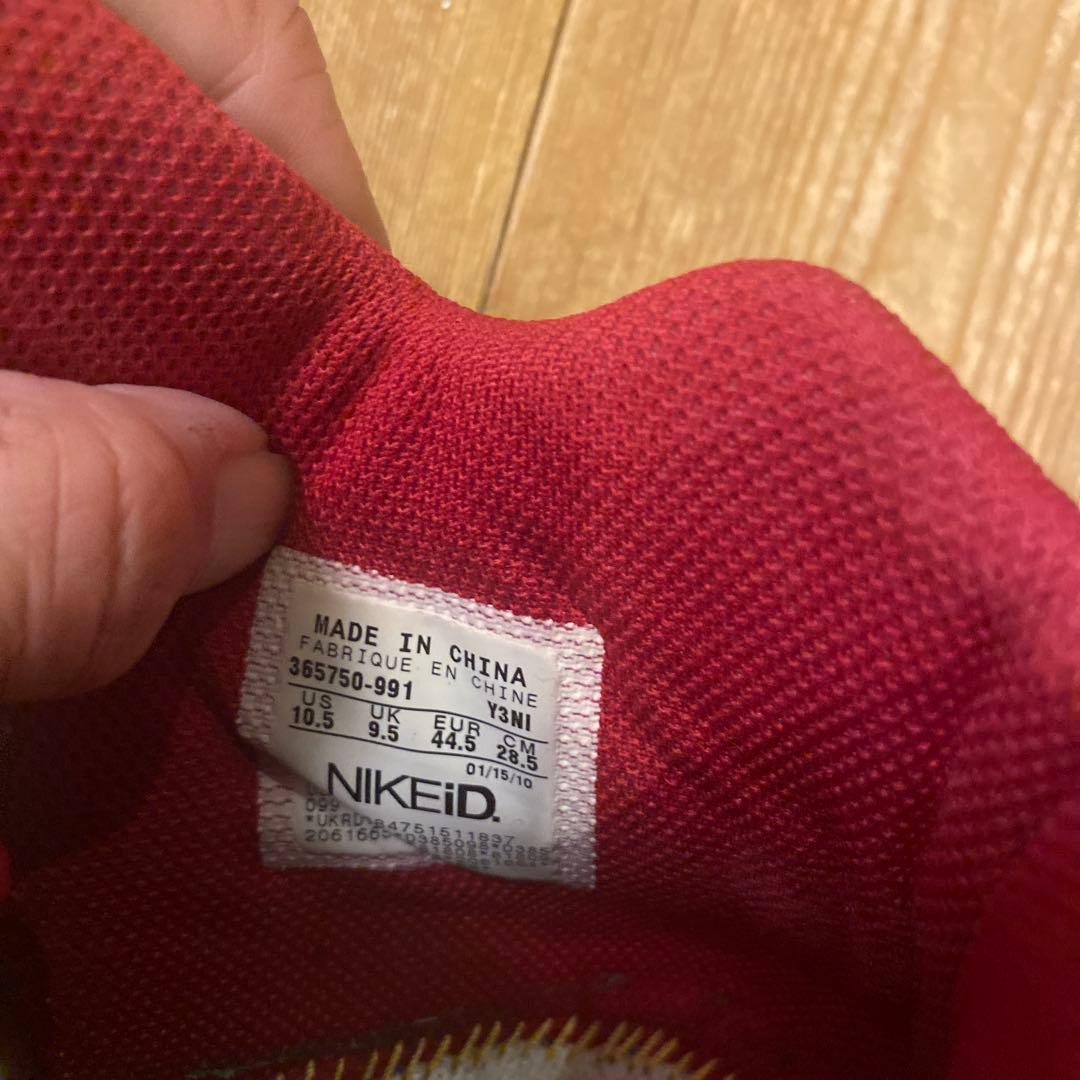 MADE IN CHINA
FABRIQUE EN CHINE
365750-991 Y3NI
US UK EUR CM
10.5 9.5 44.5 28.5
01/15/10
NIKEiD.
099